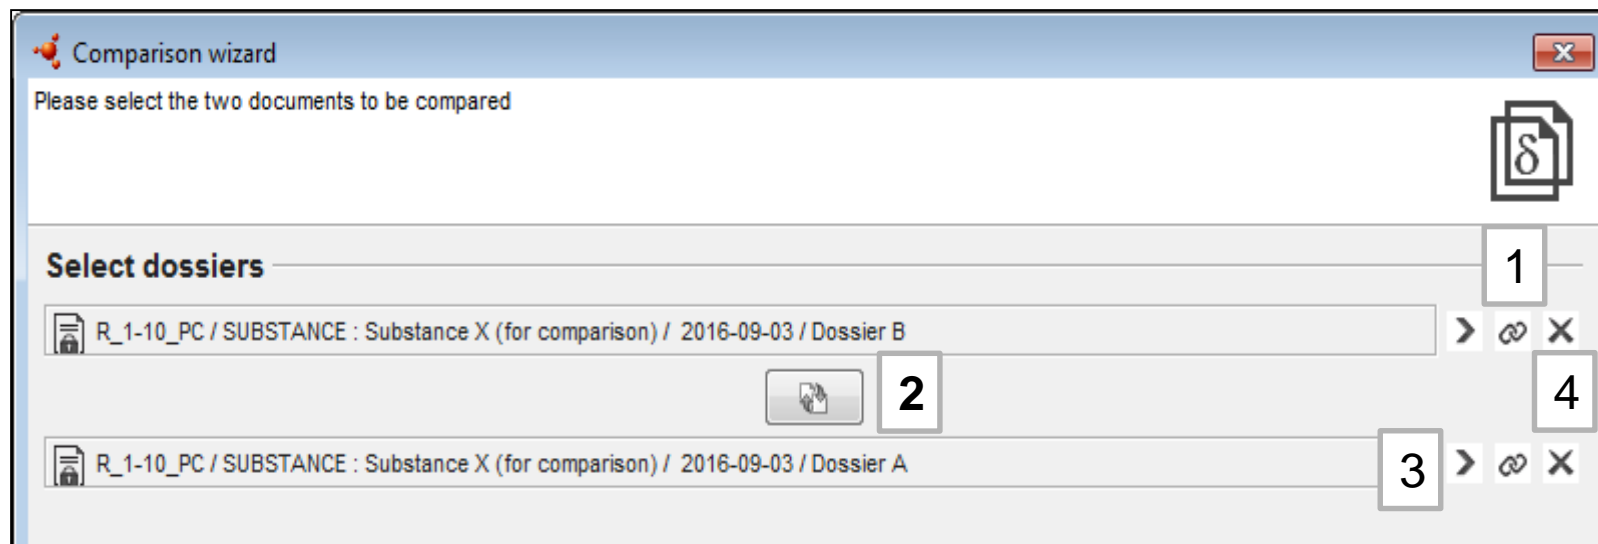 Comparison wizard
Please select the two documents to be compared
δ
Select dossiers
1
R_1-10_PC / SUBSTANCE : Substance X (for comparison) / 2016-09-03 / Dossier B
2
4
R_1-10_PC / SUBSTANCE : Substance X (for comparison) / 2016-09-03 / Dossier A
3